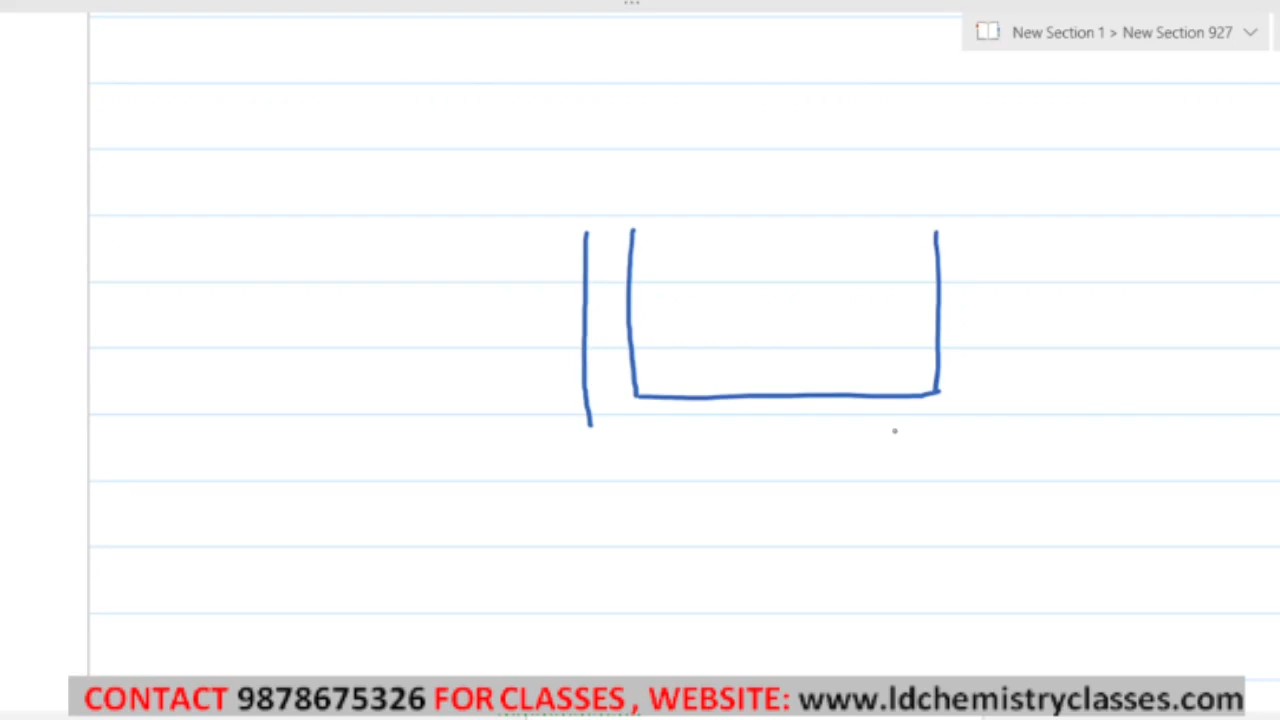 New Section 1 > New Section 927
CONTACT 9878675326 FOR CLASSES , WEBSITE: www.ldchemistryclasses.com